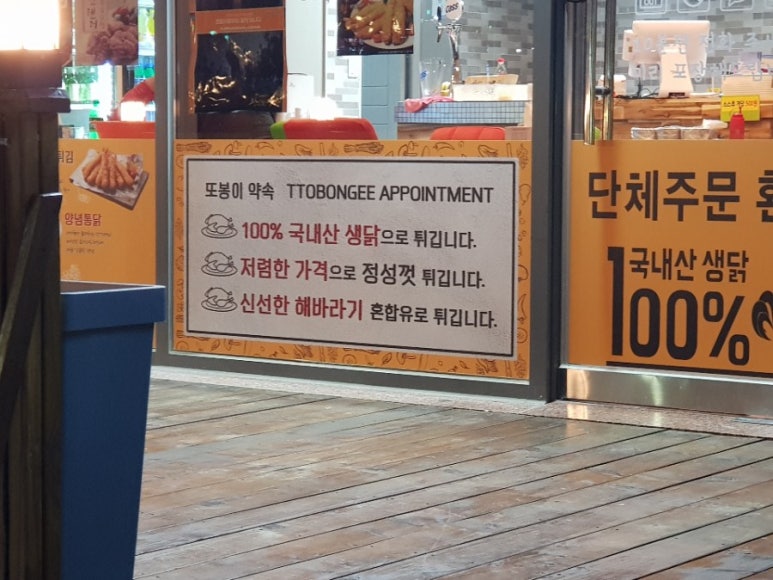 또봉이 약속 TTOBONGEE APPOINTMENT
100% 국내산 생닭으로 튀깁니다.
저렴한 가격으로 정성껏 튀깁니다.
신선한 해바라기 혼합유로 튀깁니다.
튀김
양념통닭
단체주문 환
국내산 생닭
100%